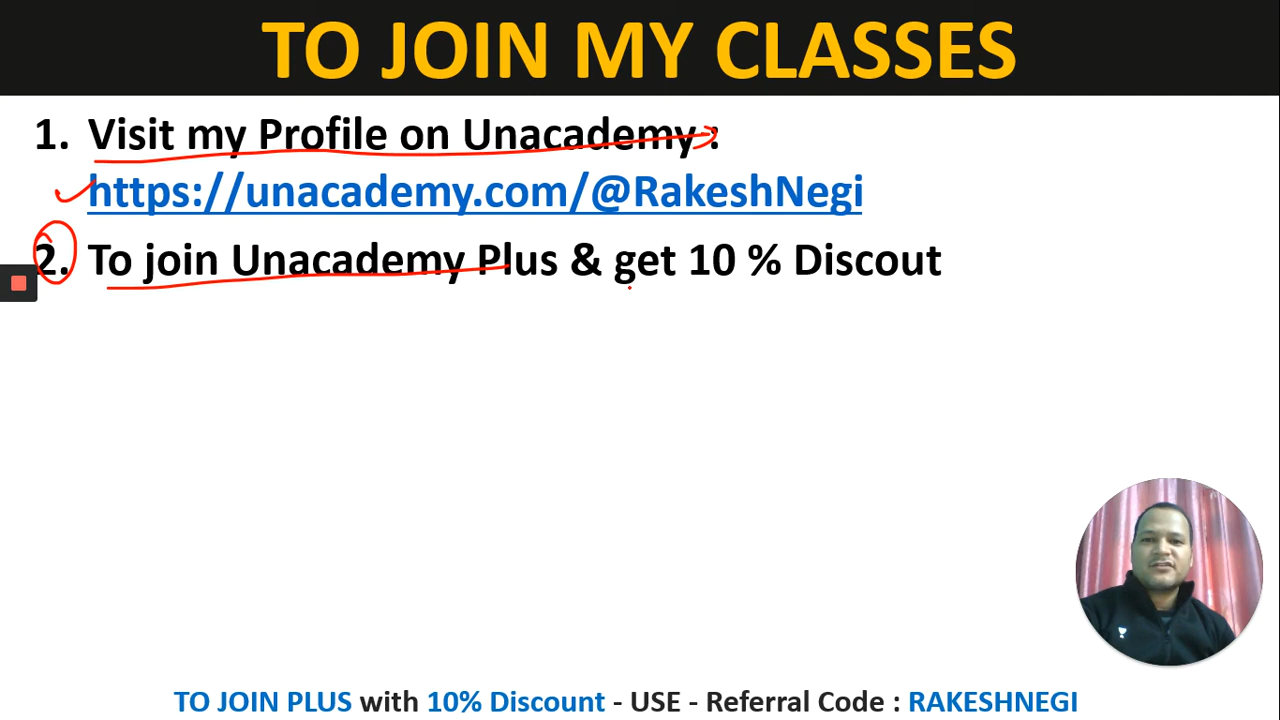 TO JOIN MY CLASSES
1. Visit my Profile on Unacademy :
https://unacademy.com/@RakeshNegi
2. To join Unacademy Plus & get 10 % Discout
TO JOIN PLUS with 10% Discount - USE - Referral Code : RAKESHNEGI